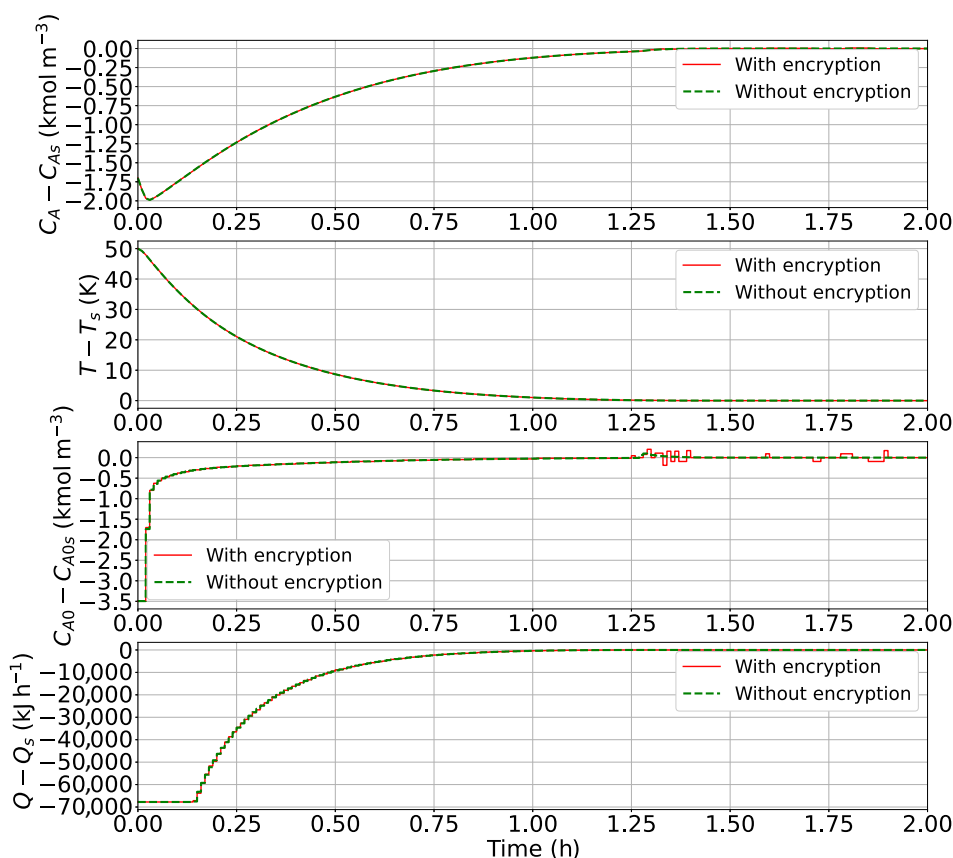 C_A − C_{As} (kmol m⁻³)
0.00
−0.25
−0.50
−0.75
−1.00
−1.25
−1.50
−1.75
−2.00
With encryption
Without encryption
0.00 0.25 0.50 0.75 1.00 1.25 1.50 1.75 2.00
T − T_s (K)
50
40
30
20
10
0
With encryption
Without encryption
0.00 0.25 0.50 0.75 1.00 1.25 1.50 1.75 2.00
C_{A0} − C_{A0s} (kmol m⁻³)
0.0
−0.5
−1.0
−1.5
−2.0
−2.5
−3.0
−3.5
With encryption
Without encryption
0.00 0.25 0.50 0.75 1.00 1.25 1.50 1.75 2.00
Q − Q_s (kJ h⁻¹)
0
−10,000
−20,000
−30,000
−40,000
−50,000
−60,000
−70,000
With encryption
Without encryption
0.00 0.25 0.50 0.75 1.00 1.25 1.50 1.75 2.00
Time (h)